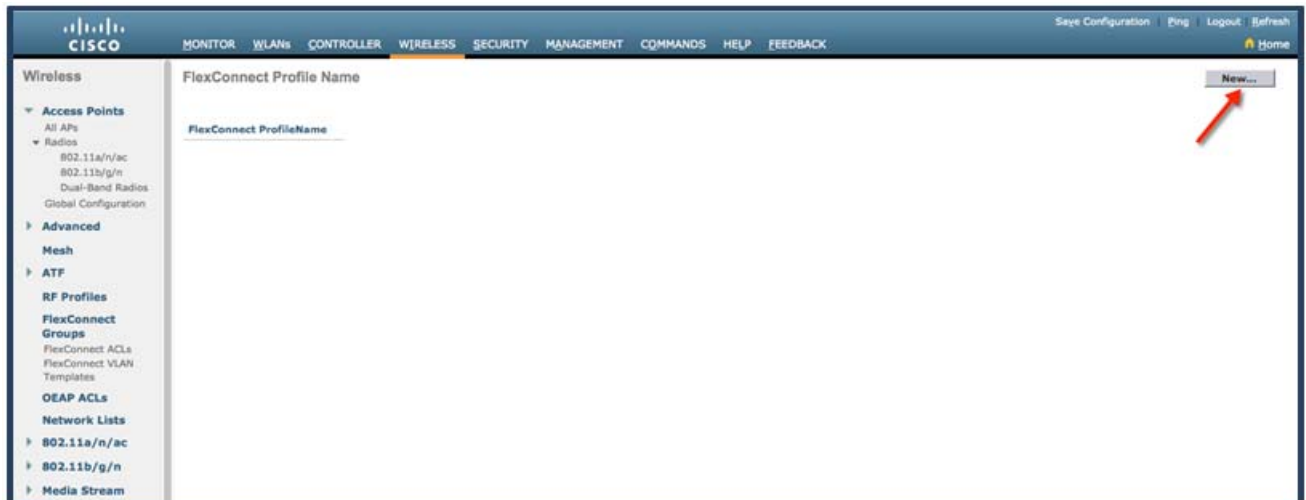 Save Configuration | Ping | Logout | Refresh
CISCO
MONITOR WLANs CONTROLLER WIRELESS SECURITY MANAGEMENT COMMANDS HELP FEEDBACK
Home
Wireless
Access Points
All APs
Radios
802.11a/n/ac
802.11b/g/n
Dual-Band Radios
Global Configuration
Advanced
Mesh
ATF
RF Profiles
FlexConnect
Groups
FlexConnect ACLs
FlexConnect VLAN
Templates
OEAP ACLs
Network Lists
802.11a/n/ac
802.11b/g/n
Media Stream
FlexConnect Profile Name
New...
FlexConnect ProfileName